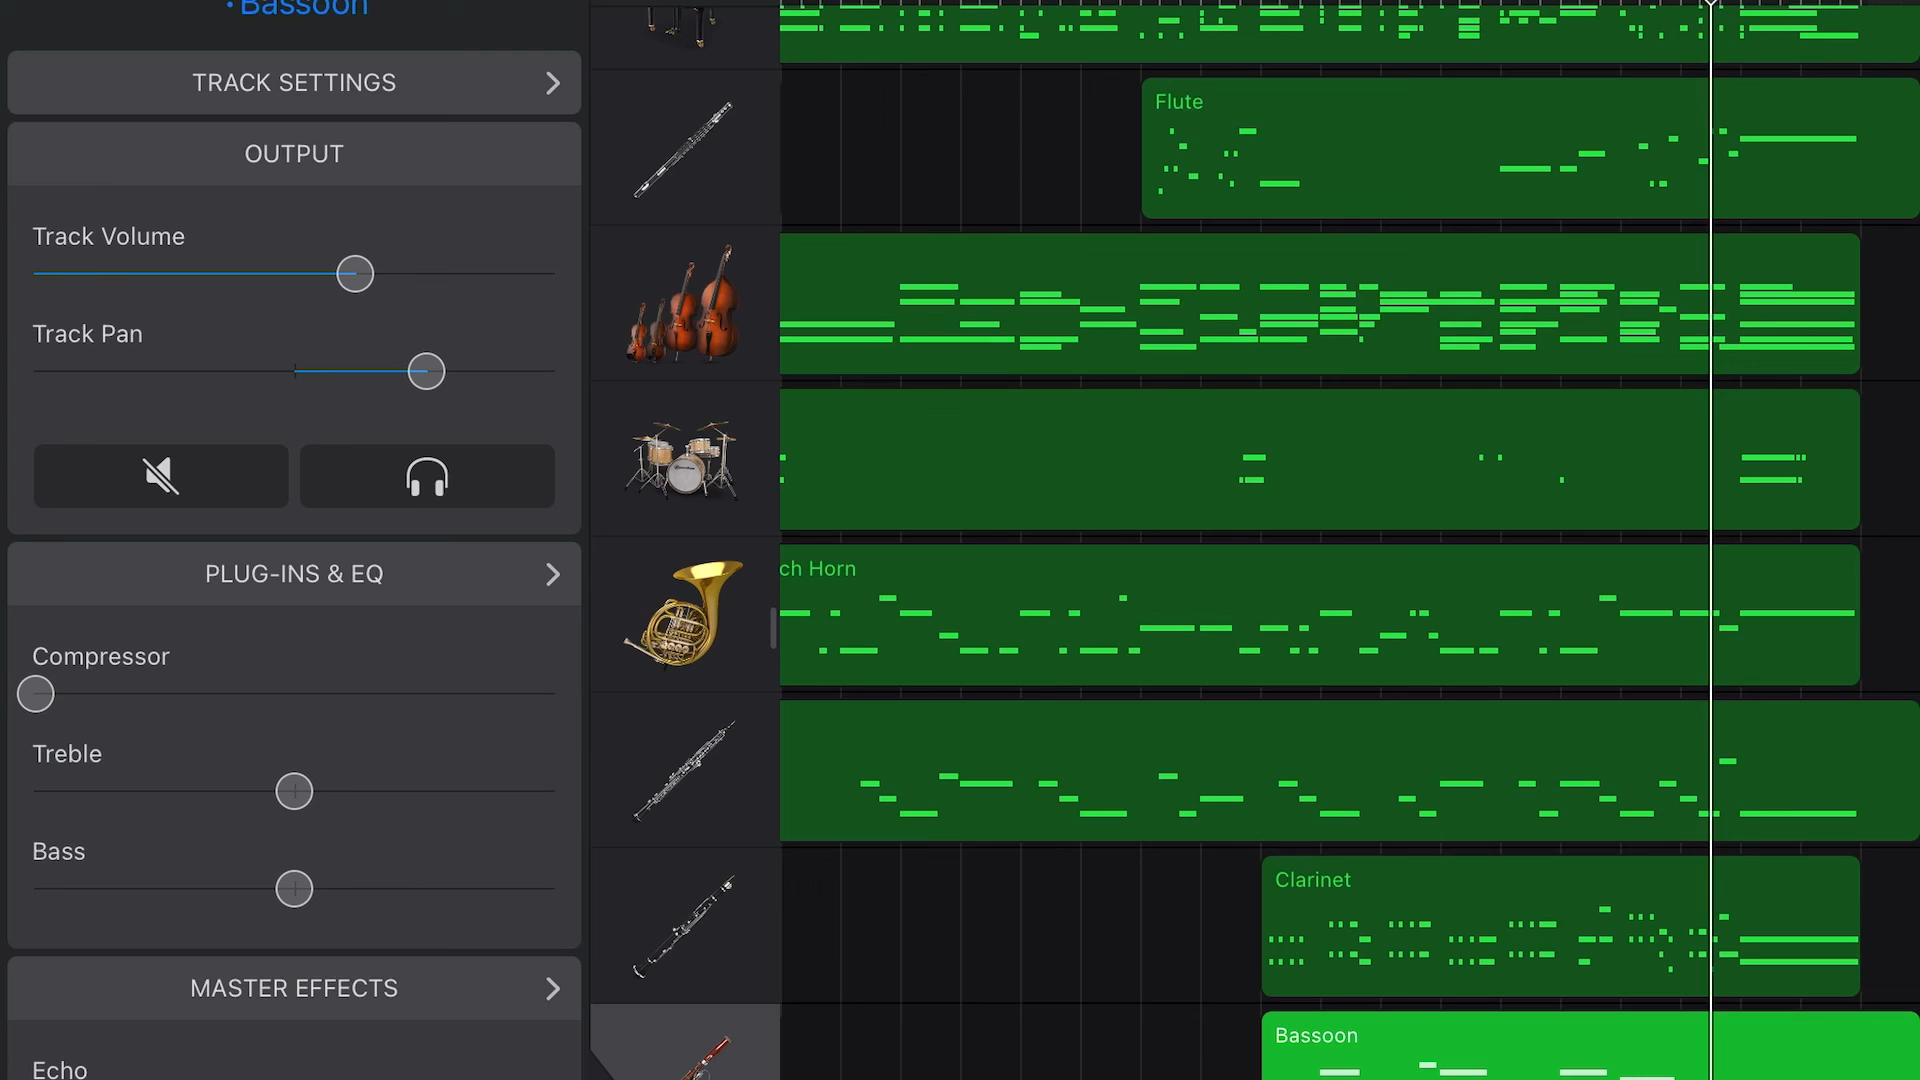 • Bassoon
TRACK SETTINGS
OUTPUT
Track Volume
Track Pan
PLUG-INS & EQ
Compressor
Treble
Bass
MASTER EFFECTS
Echo
Flute
ch Horn
Clarinet
Bassoon